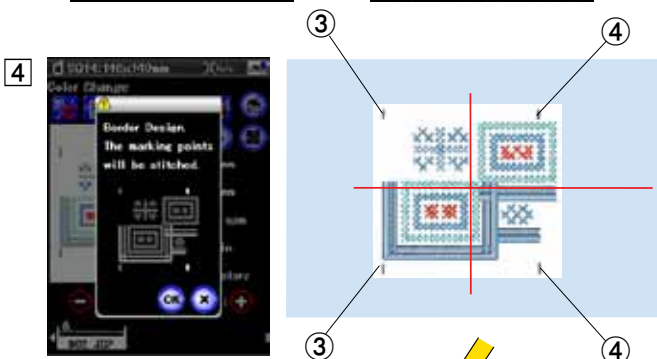 3
4
4
Color Change
Border Design
The marking points
will be stitched.
OK X
3
4